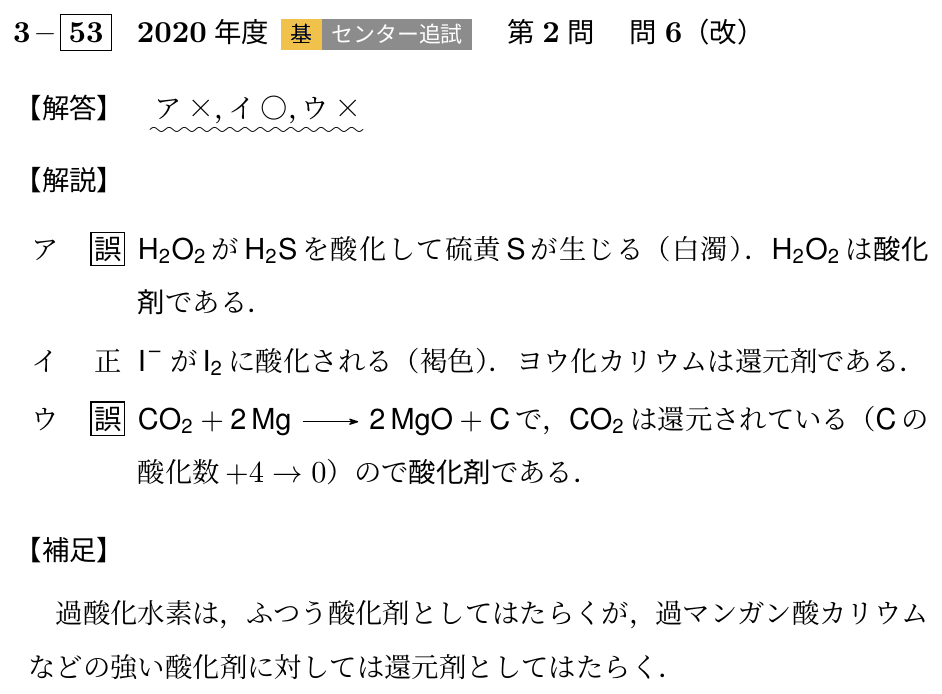 3－53 2020 年度 基 センター追試 第 2 問 問 6（改）
【解答】 ア ×, イ ○, ウ ×
【解説】
ア 誤 H₂O₂ が H₂S を酸化して硫黄 S が生じる（白濁）．H₂O₂ は酸化
剤である．
イ 正 I⁻ が I₂ に酸化される（褐色）．ヨウ化カリウムは還元剤である．
ウ 誤 CO₂ + 2 Mg ⟶ 2 MgO + C で，CO₂ は還元されている（C の
酸化数 +4 → 0）ので酸化剤である．
【補足】
過酸化水素は，ふつう酸化剤としてはたらくが，過マンガン酸カリウム
などの強い酸化剤に対しては還元剤としてはたらく．